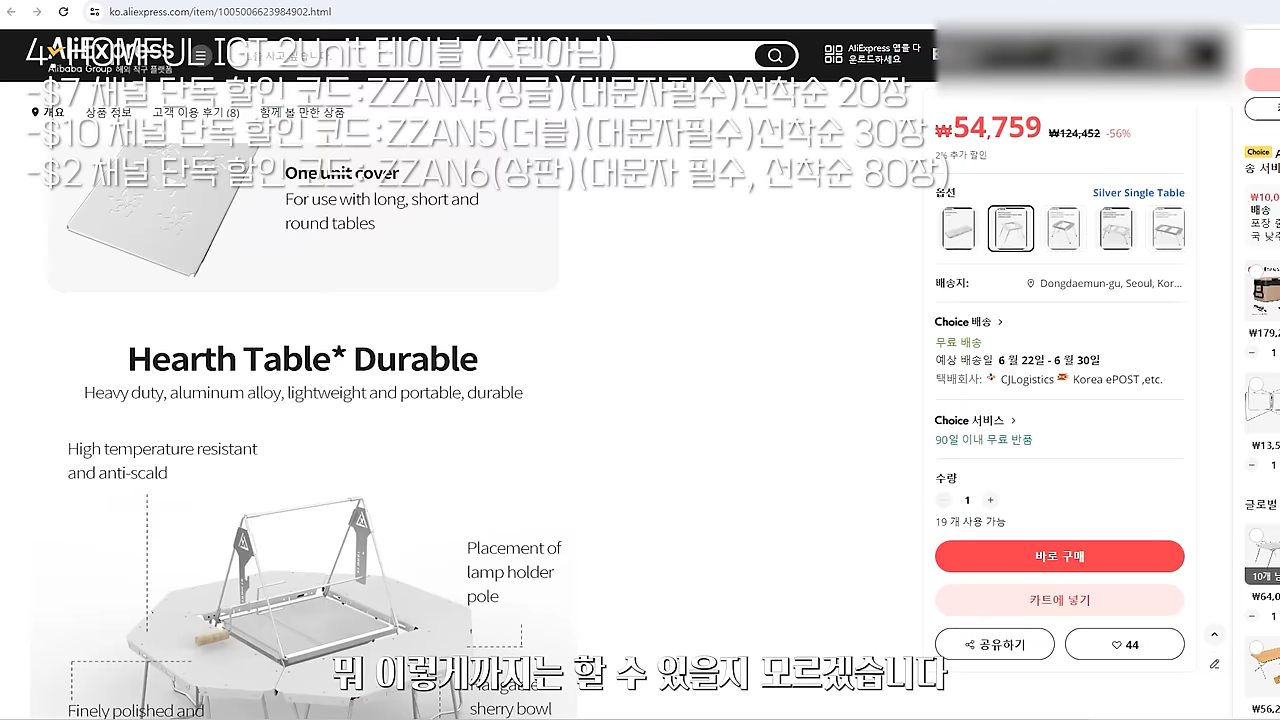 ko.aliexpress.com/item/1005006623984902.html
AliExpress
Alibaba Group 해외 직구 플랫폼
AliExpress 앱을 다
운로드하세요
4. HOMFUL IGT 2Unit 테이블 (스텐아님)
-$7 채널 단독 할인 코드:ZZAN4(싱글)(대문자필수)선착순 20장
-$10 채널 단독 할인 코드:ZZAN5(더블)(대문자필수)선착순 30장
-$2 채널 단독 할인 코드:ZZAN6(상판)(대문자 필수, 선착순 80장)
개요
상품 정보
고객 이용 후기 (8)
함께 볼 만한 상품
One unit cover
For use with long, short and
round tables
Hearth Table* Durable
Heavy duty, aluminum alloy, lightweight and portable, durable
High temperature resistant
and anti-scald
Placement of
lamp holder
pole
Finely polished and
sherry bowl
뭐 이렇게까지는 할 수 있을지 모르겠습니다
₩54,759 ₩124,452 -56%
2% 추가 할인
옵션
Silver Single Table
배송지:
Dongdaemun-gu, Seoul, Kor...
Choice 배송
무료 배송
예상 배송일 6 월 22일 - 6 월 30일
택배회사: CJLogistics Korea ePOST ,etc.
Choice 서비스
90일 이내 무료 반품
수량
1
19 개 사용 가능
바로 구매
카트에 넣기
공유하기
44
Choice
송 서비
₩10,0
배송
포장 
국 낮
₩179,2
1
₩13,5
1
글로벌
10개 
₩64,0
1
₩56,2